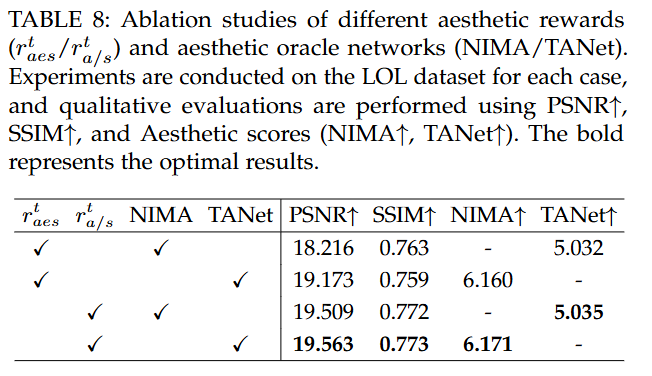 TABLE 8: Ablation studies of different aesthetic rewards
(r^t_aes/r^t_a/s) and aesthetic oracle networks (NIMA/TANet).
Experiments are conducted on the LOL dataset for each case,
and qualitative evaluations are performed using PSNR↑,
SSIM↑, and Aesthetic scores (NIMA↑, TANet↑). The bold
represents the optimal results.
r^t_aes r^t_a/s NIMA TANet PSNR↑ SSIM↑ NIMA↑ TANet↑
✓ ✓ 18.216 0.763 - 5.032
✓ ✓ 19.173 0.759 6.160 -
✓ ✓ 19.509 0.772 - 5.035
✓ ✓ 19.563 0.773 6.171 -